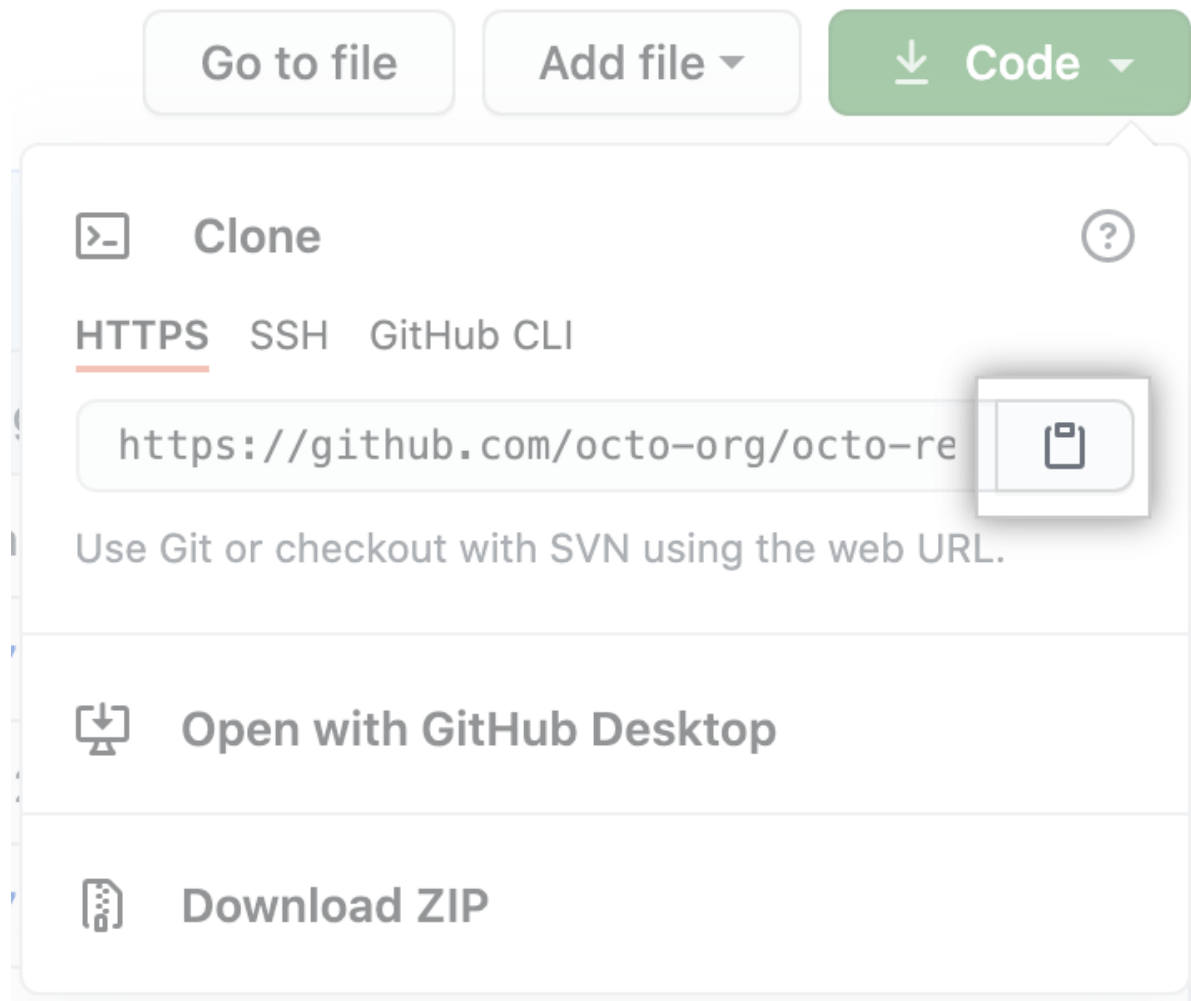 Go to file Add file Code
Clone
HTTPS SSH GitHub CLI
https://github.com/octo-org/octo-re
Use Git or checkout with SVN using the web URL.
Open with GitHub Desktop
Download ZIP